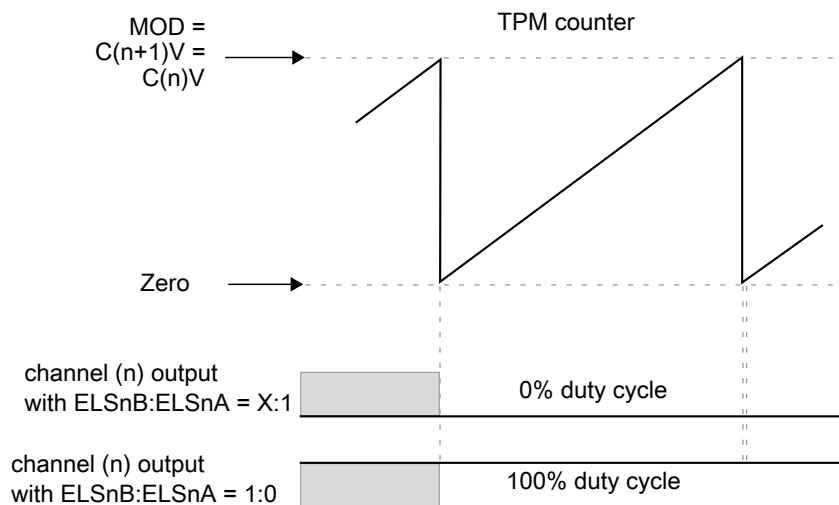 MOD =
C(n+1)V =
C(n)V
TPM counter
Zero
channel (n) output
with ELSnB:ELSnA = X:1
0% duty cycle
channel (n) output
with ELSnB:ELSnA = 1:0
100% duty cycle